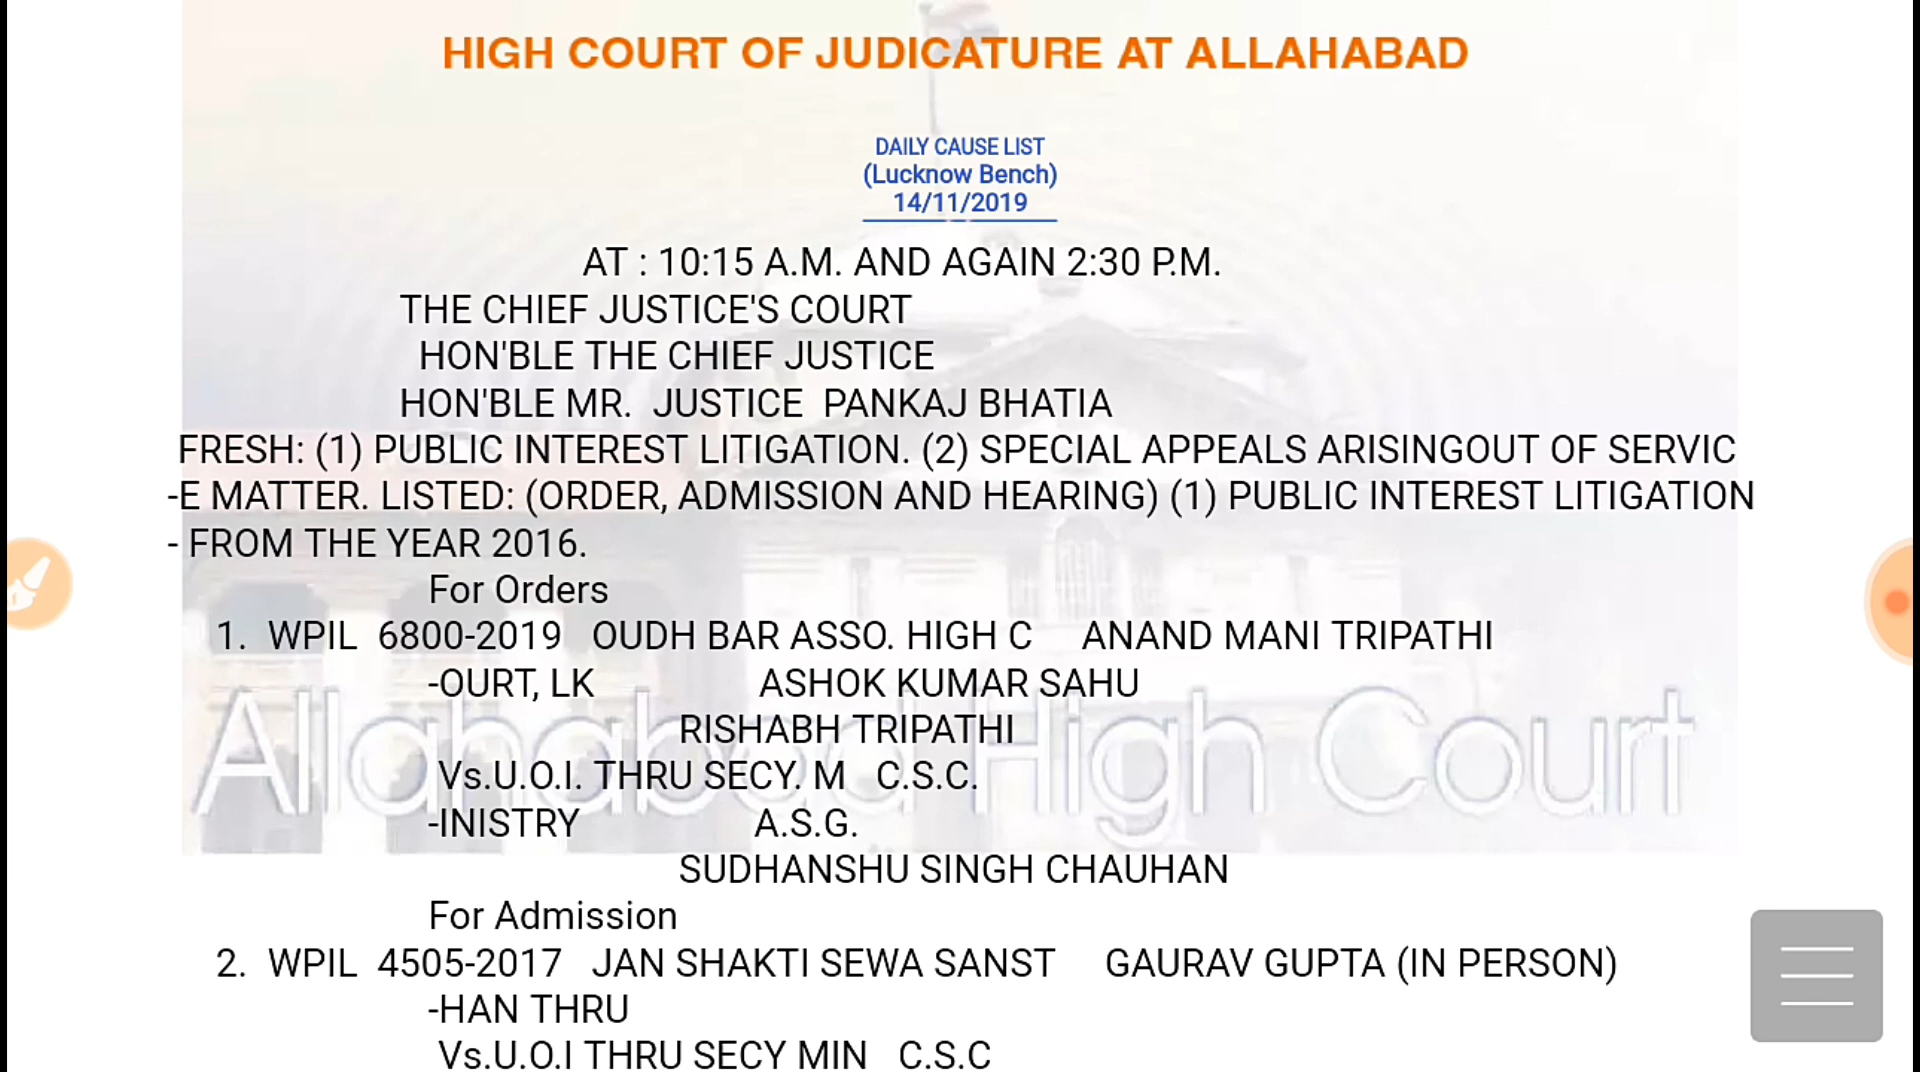 HIGH COURT OF JUDICATURE AT ALLAHABAD
DAILY CAUSE LIST
(Lucknow Bench)
14/11/2019
AT : 10:15 A.M. AND AGAIN 2:30 P.M.
THE CHIEF JUSTICE'S COURT
HON'BLE THE CHIEF JUSTICE
HON'BLE MR. JUSTICE PANKAJ BHATIA
FRESH: (1) PUBLIC INTEREST LITIGATION. (2) SPECIAL APPEALS ARISINGOUT OF SERVIC
-E MATTER. LISTED: (ORDER, ADMISSION AND HEARING) (1) PUBLIC INTEREST LITIGATION
- FROM THE YEAR 2016.
For Orders
1. WPIL 6800-2019 OUDH BAR ASSO. HIGH C ANAND MANI TRIPATHI
-OURT, LK ASHOK KUMAR SAHU
RISHABH TRIPATHI
Vs.U.O.I. THRU SECY. M C.S.C.
-INISTRY A.S.G.
SUDHANSHU SINGH CHAUHAN
For Admission
2. WPIL 4505-2017 JAN SHAKTI SEWA SANST GAURAV GUPTA (IN PERSON)
-HAN THRU
Vs.U.O.I THRU SECY MIN C.S.C
Allahabad High Court